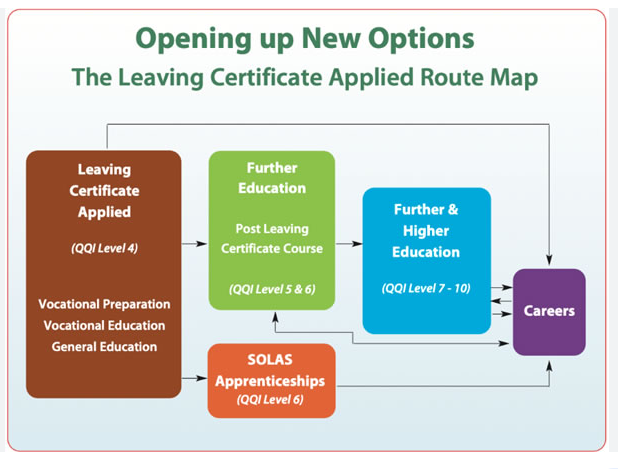 Opening up New Options
The Leaving Certificate Applied Route Map
Leaving
Certificate
Applied
(QQI Level 4)
Vocational Preparation
Vocational Education
General Education
Further
Education
Post Leaving
Certificate Course
(QQI Level 5 & 6)
Further &
Higher
Education
(QQI Level 7 - 10)
Careers
SOLAS
Apprenticeships
(QQI Level 6)